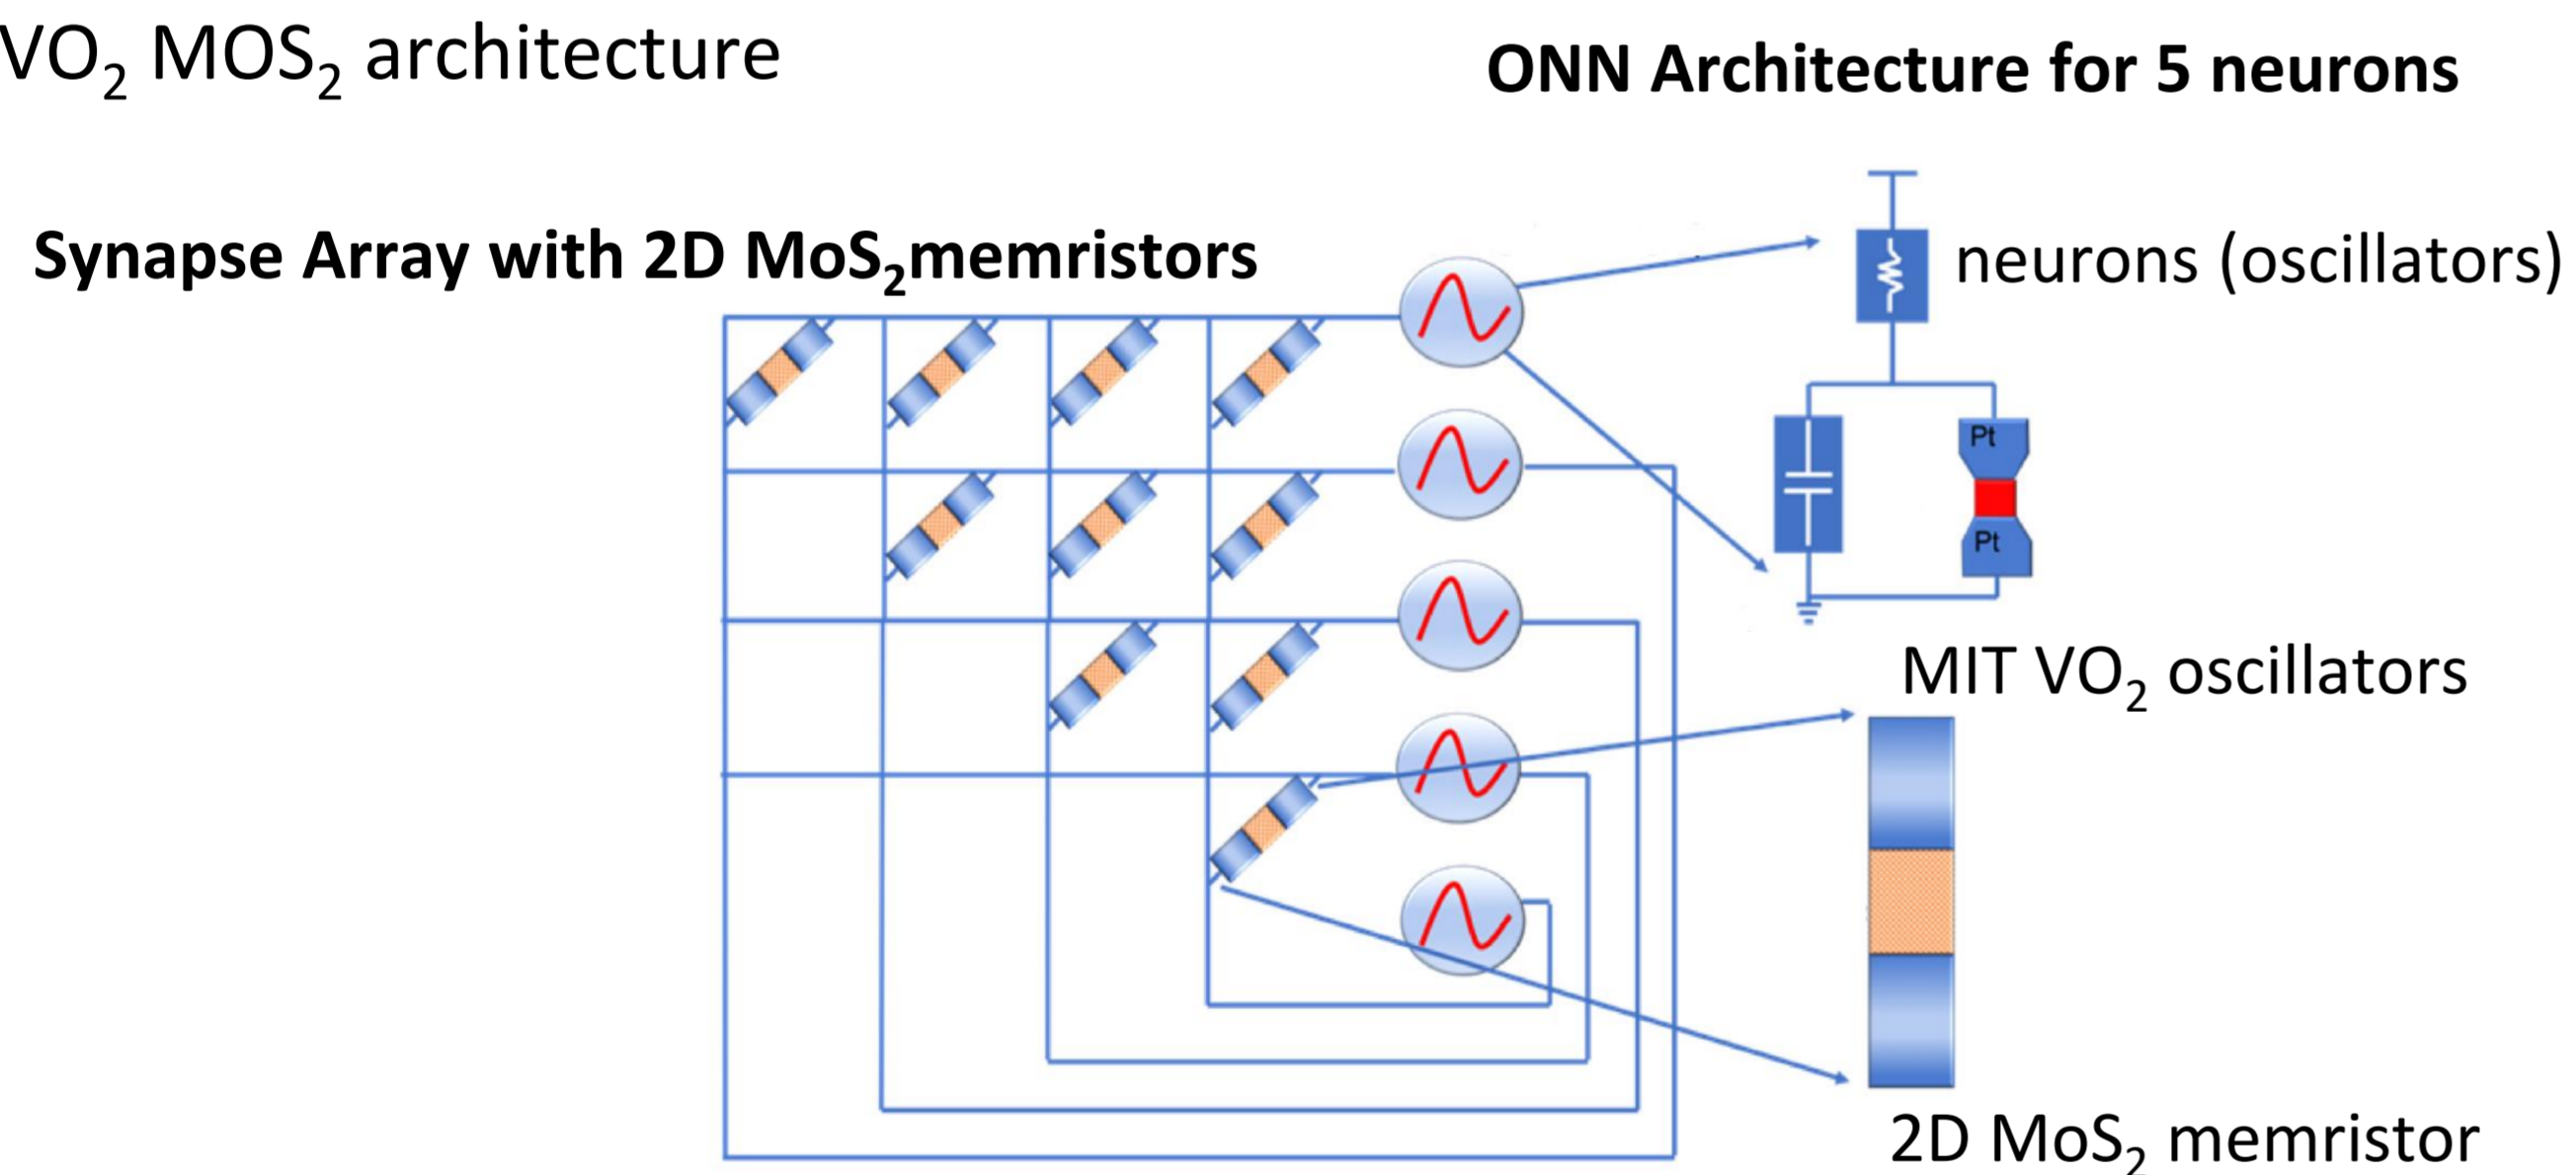 VO₂ MOS₂ architecture
ONN Architecture for 5 neurons
Synapse Array with 2D MoS₂memristors
neurons (oscillators)
Pt
Pt
MIT VO₂ oscillators
2D MoS₂ memristor